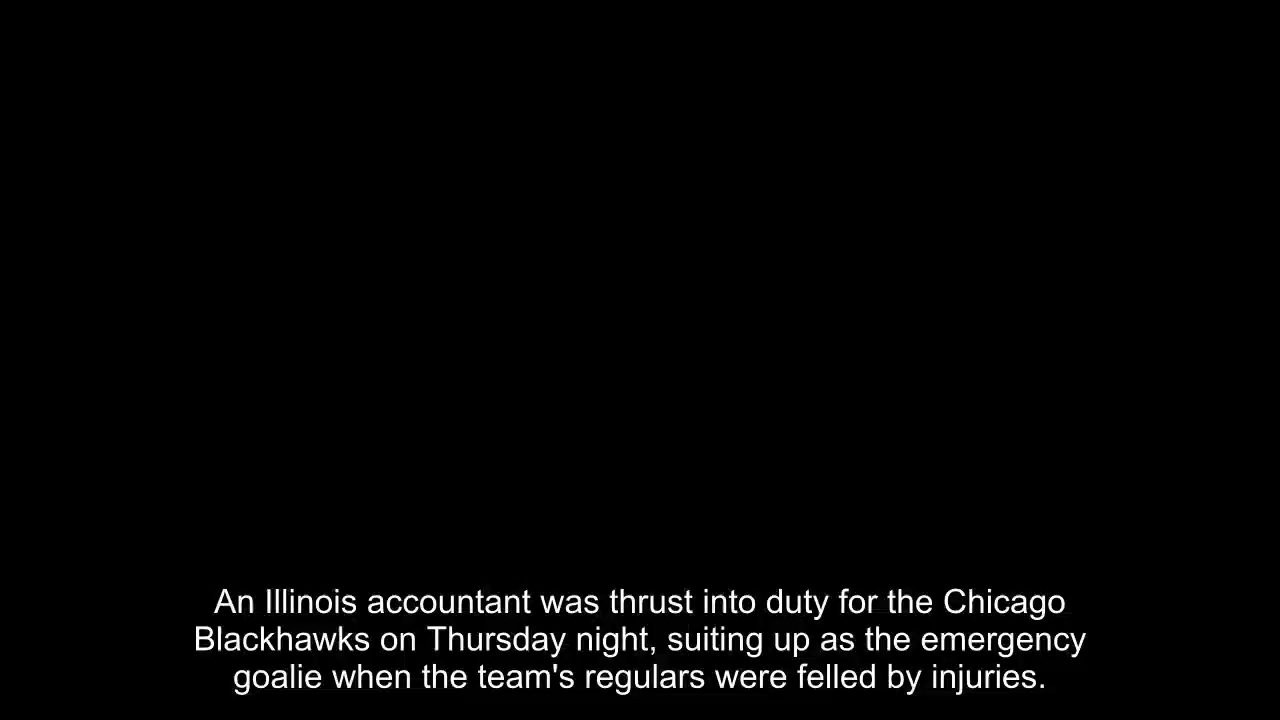 An Illinois accountant was thrust into duty for the Chicago
Blackhawks on Thursday night, suiting up as the emergency
goalie when the team's regulars were felled by injuries.